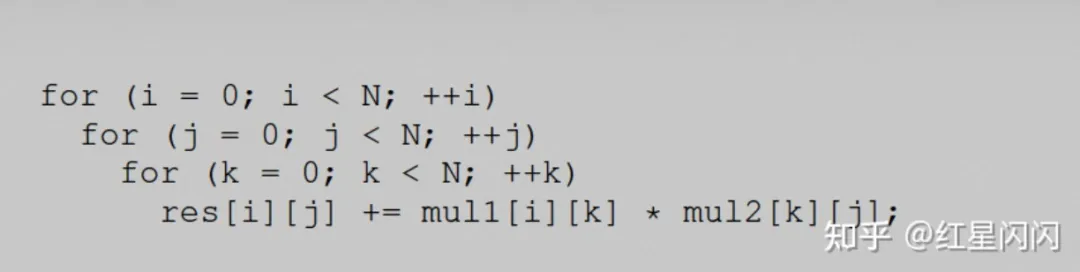 for (i = 0; i < N; ++i)
for (j = 0; j < N; ++j)
for (k = 0; k < N; ++k)
res[i][j] += mul1[i][k] * mul2[k][j];
知乎 @红星闪闪